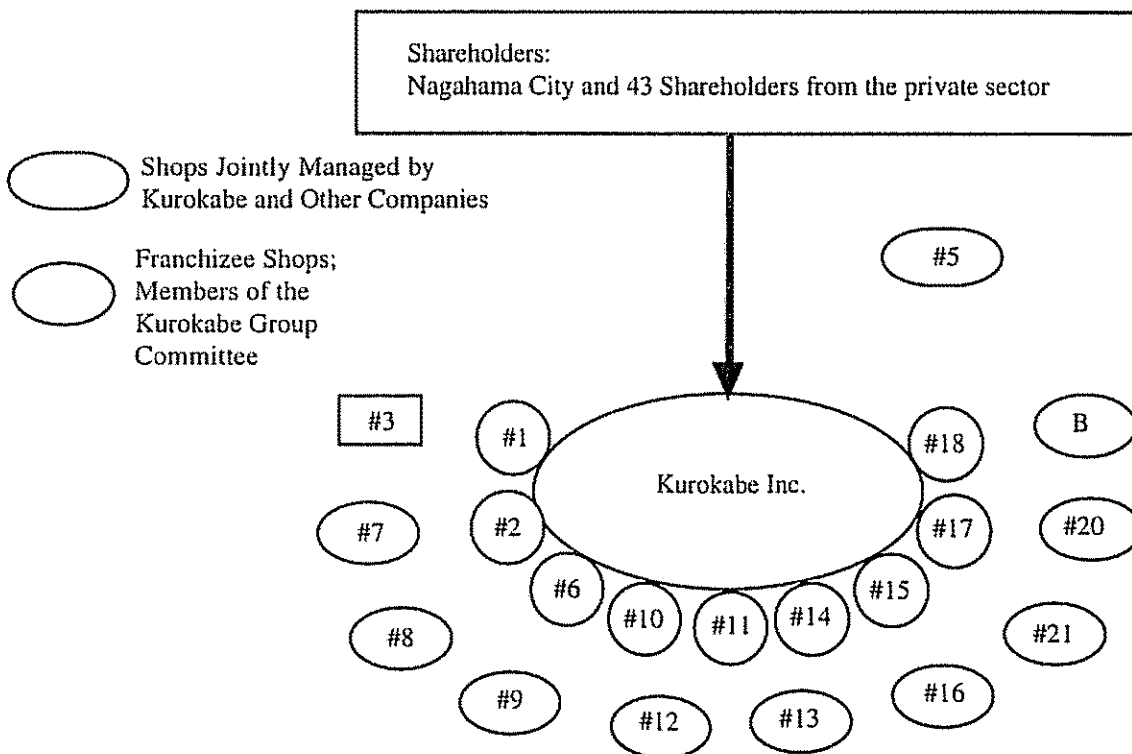 Shareholders:
Nagahama City and 43 Shareholders from the private sector
Shops Jointly Managed by
Kurokabe and Other Companies
Franchizee Shops;
Members of the
Kurokabe Group
Committee
#5
#3
#1
Kurokabe Inc.
#18
B
#7
#2
#17
#20
#6
#15
#10
#11
#14
#8
#21
#9
#16
#12
#13